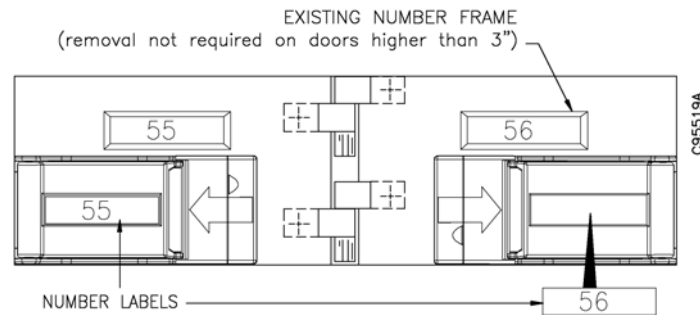 EXISTING NUMBER FRAME
(removal not required on doors higher than 3")
C95519A
55
56
55
NUMBER LABELS
56